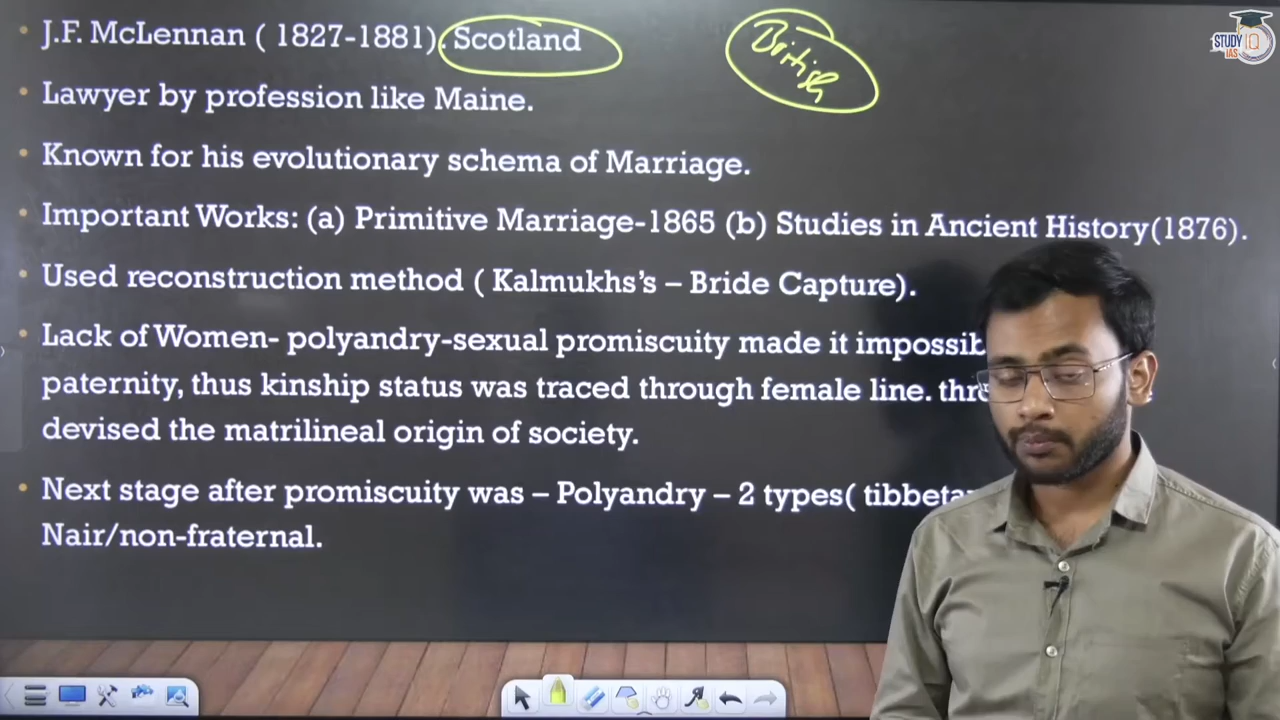 J.F. McLennan ( 1827-1881). Scotland
British
STUDY IQ
IAS
Lawyer by profession like Maine.
Known for his evolutionary schema of Marriage.
Important Works: (a) Primitive Marriage-1865 (b) Studies in Ancient History(1876).
Used reconstruction method ( Kalmukhs's – Bride Capture).
Lack of Women- polyandry-sexual promiscuity made it
paternity, thus kinship status was traced through female line.
devised the matrilineal origin of society.
Next stage after promiscuity was – Polyandry – 2 types(
Nair/non-fraternal.